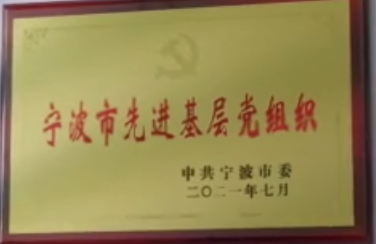 宁波市先进基层党组织
中共宁波市委
二〇二一年七月